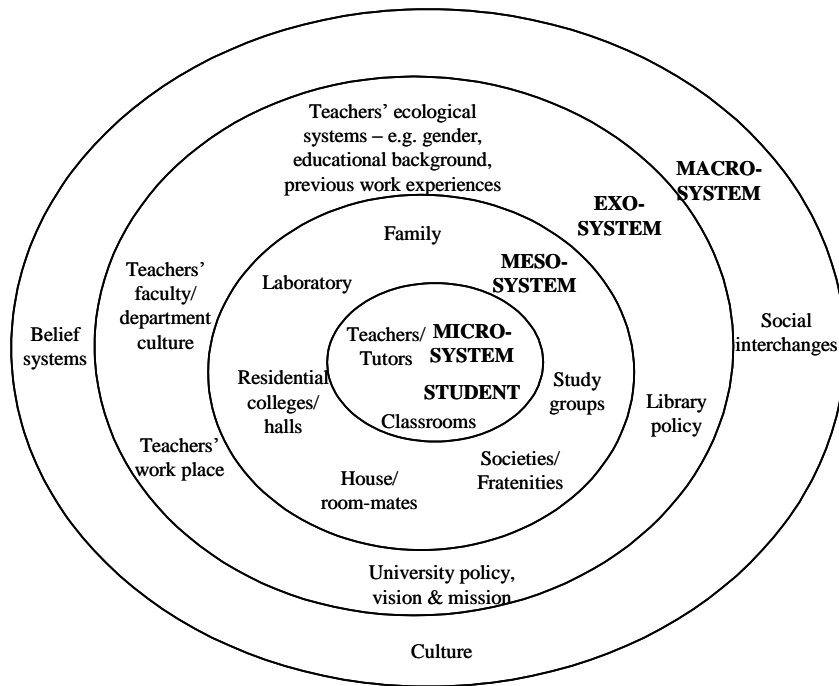 Teachers’ ecological
systems – e.g. gender,
educational background,
previous work experiences
MACRO-
SYSTEM
EXO-
SYSTEM
Family
MESO-
SYSTEM
Teachers’
faculty/
department
culture
Laboratory
Belief
systems
Teachers/
Tutors
MICRO-
SYSTEM
Social
interchanges
STUDENT
Residential
colleges/
halls
Study
groups
Classrooms
Library
policy
Teachers’
work place
House/
room-mates
Societies/
Fratenities
University policy,
vision & mission
Culture